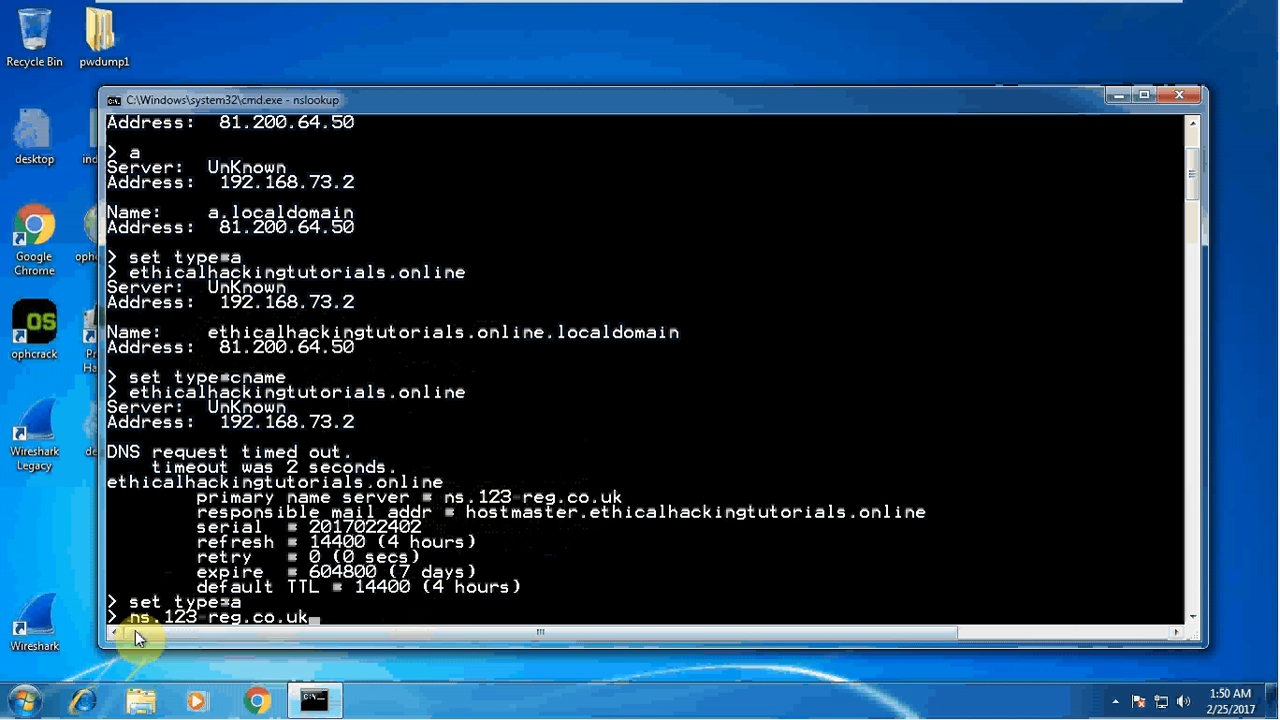 Recycle Bin
pwdump1
C:\Windows\system32\cmd.exe - nslookup
Address:  81.200.64.50
> a
Server:  UnKnown
Address:  192.168.73.2
Name:    a.localdomain
Address:  81.200.64.50
> set type=a
> ethicalhackingtutorials.online
Server:  UnKnown
Address:  192.168.73.2
Name:    ethicalhackingtutorials.online.localdomain
Address:  81.200.64.50
> set type=cname
> ethicalhackingtutorials.online
Server:  UnKnown
Address:  192.168.73.2
DNS request timed out.
    timeout was 2 seconds.
ethicalhackingtutorials.online
        primary name server = ns.123-reg.co.uk
        responsible mail addr = hostmaster.ethicalhackingtutorials.online
        serial  = 2017022402
        refresh = 14400 (4 hours)
        retry   = 0 (0 secs)
        expire  = 604800 (7 days)
        default TTL = 14400 (4 hours)
> set type=a
> ns.123-reg.co.uk
desktop
ind
Google
Chrome
oph
OS
ophcrack
Pr
Ha
Wireshark
Legacy
de
Wireshark
C:\_
1:50 AM
2/25/2017